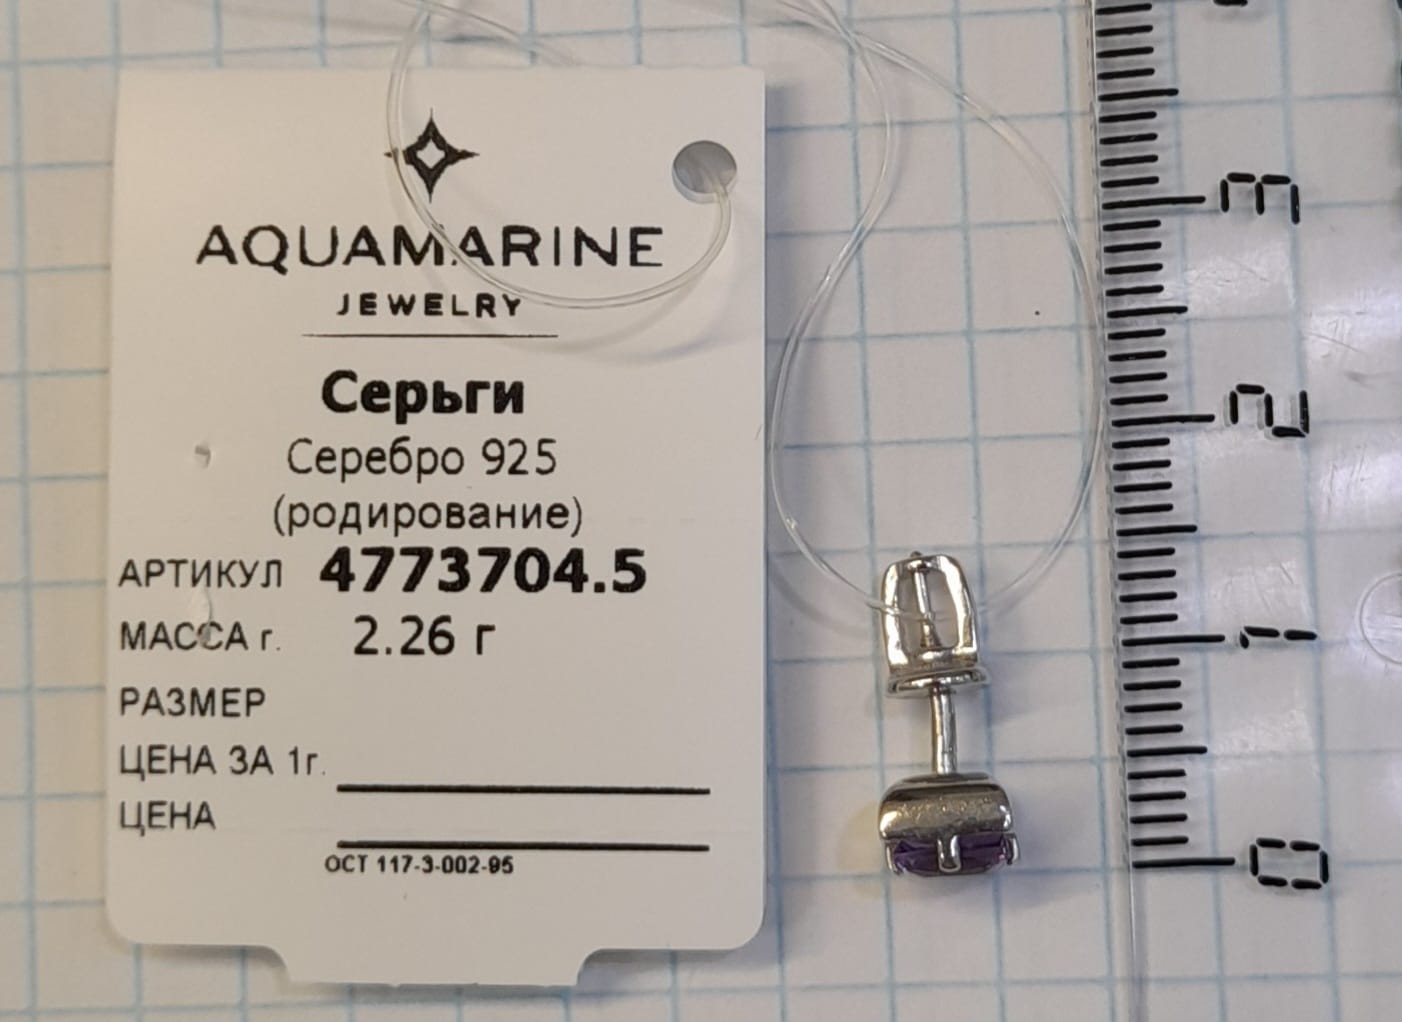 AQUAMARINE
JEWELRY
Серьги
Серебро 925
(родирование)
АРТИКУЛ 4773704.5
МАССА г. 2.26 г
РАЗМЕР
ЦЕНА ЗА 1г.
ЦЕНА
ОСТ 117-3-002-95
3
2
1
0